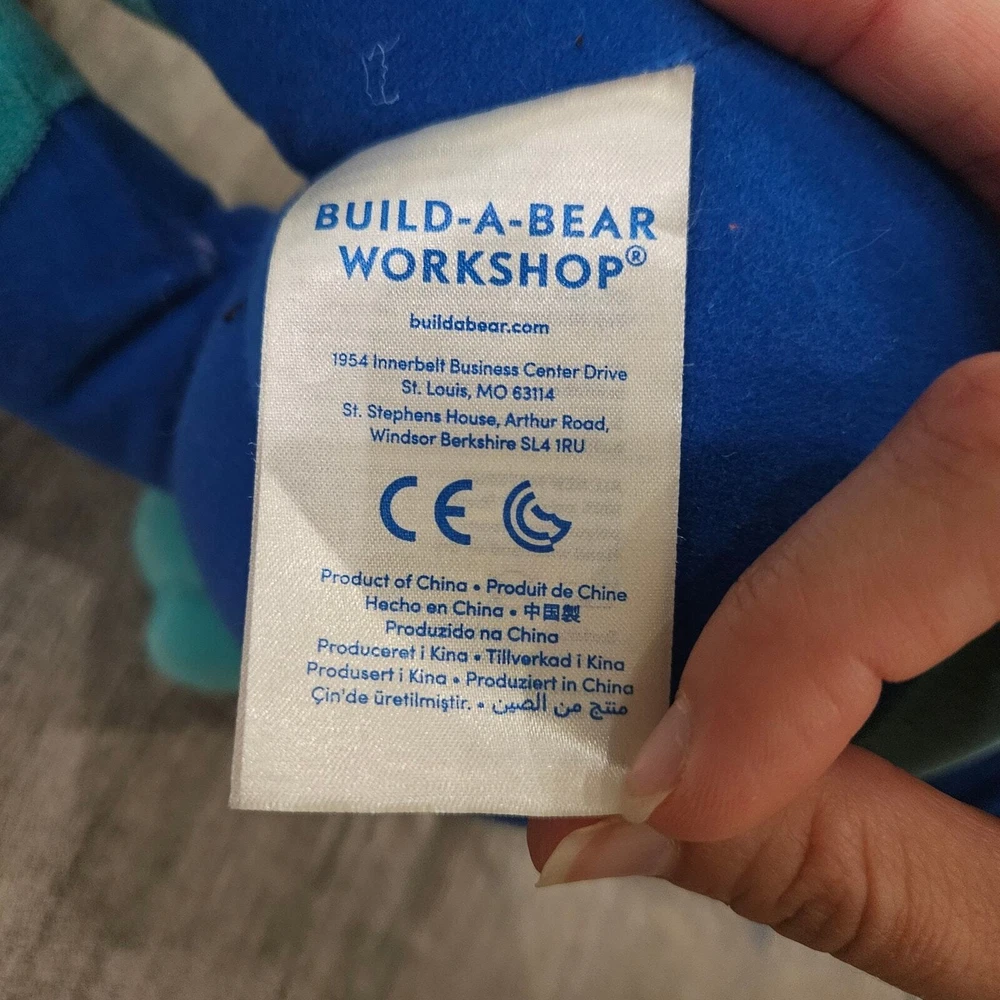 BUILD-A-BEAR
WORKSHOP®
buildabear.com
1954 Innerbelt Business Center Drive
St. Louis, MO 63114
St. Stephens House, Arthur Road,
Windsor Berkshire SL4 1RU
CE
Product of China • Produit de Chine
Hecho en China • 中国製
Produzido na China
Produceret i Kina • Tillverkad i Kina
Produsert i Kina • Produziert in China
Çin'de üretilmiştir. • منتج من الصين